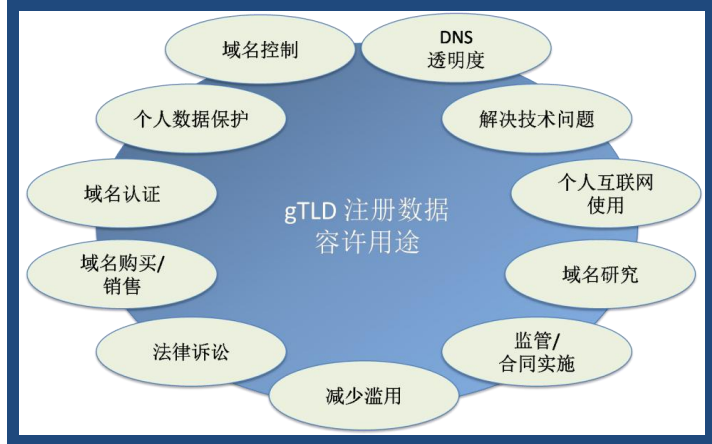 域名控制
DNS
透明度
个人数据保护
解决技术问题
域名认证
个人互联网
使用
gTLD 注册数据
容许用途
域名购买/
销售
域名研究
法律诉讼
监管/
合同实施
减少滥用